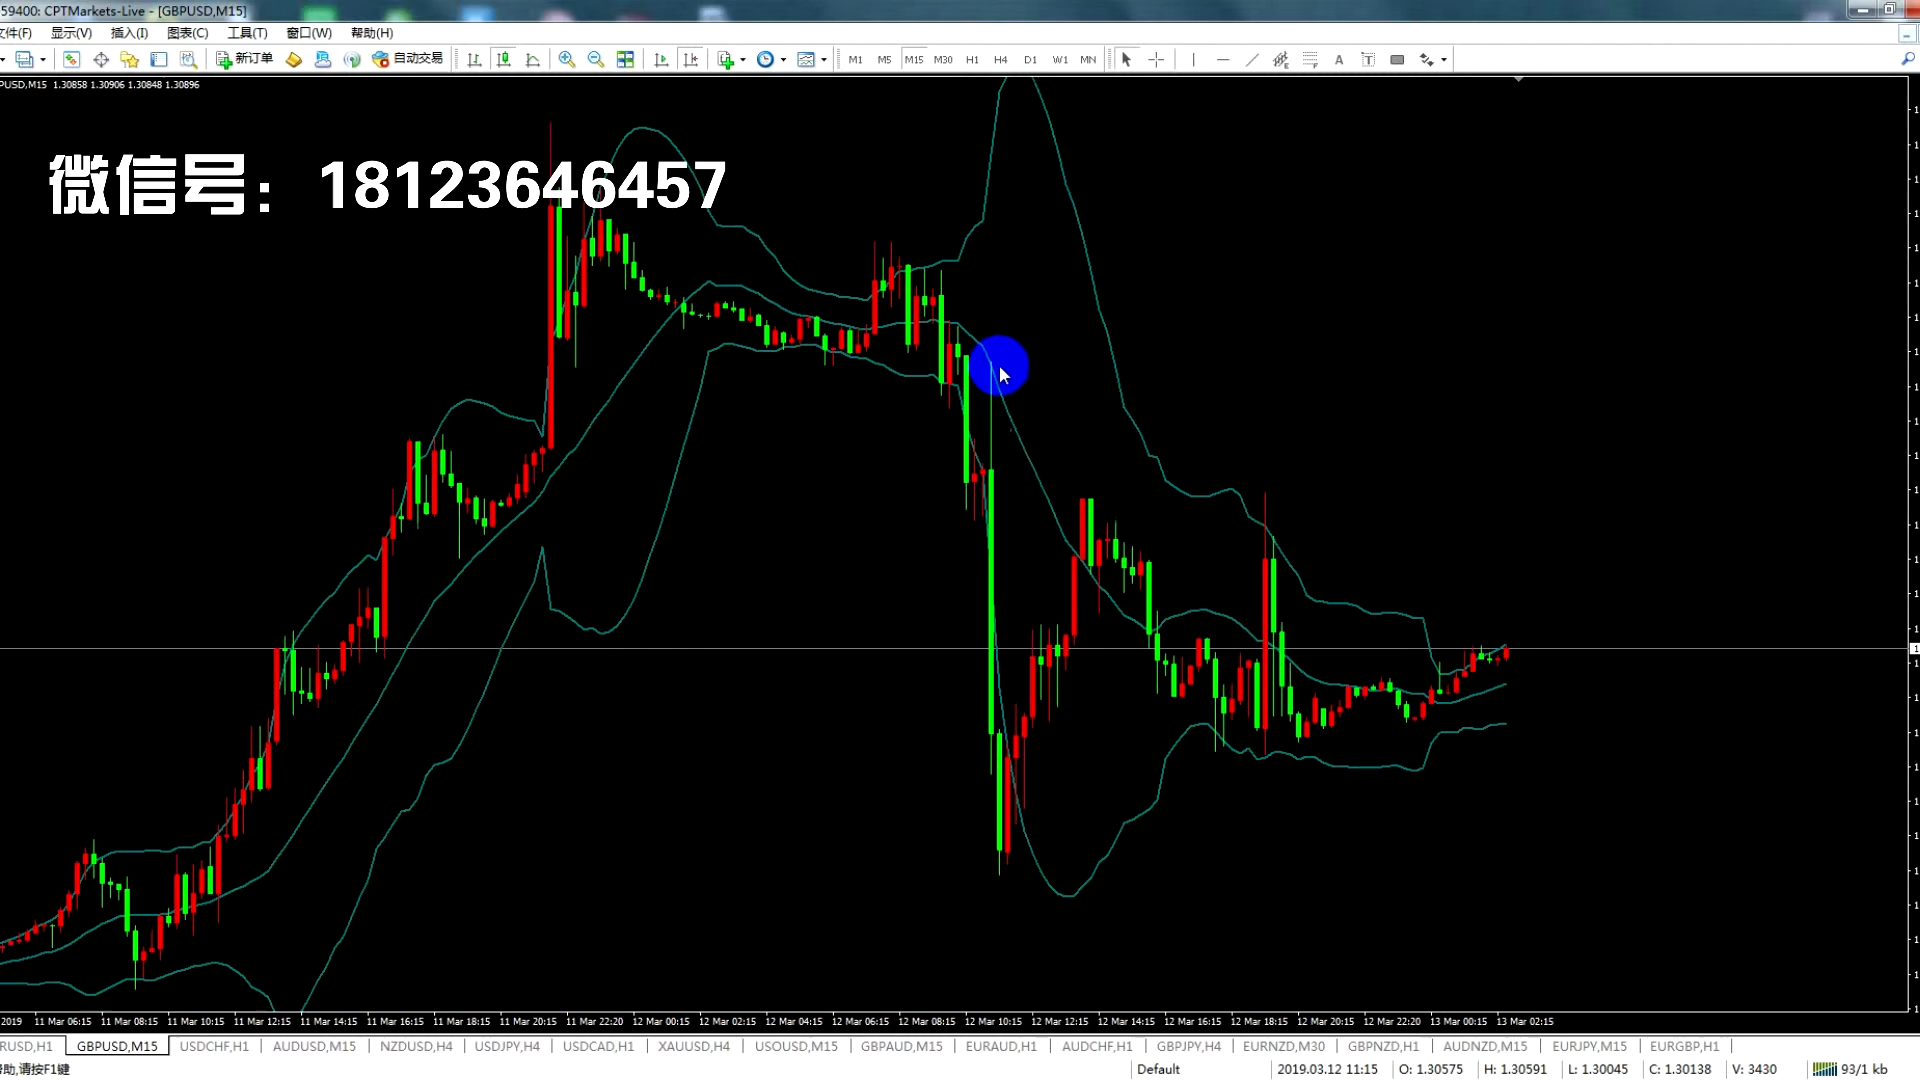 59400: CPTMarkets-Live - [GBPUSD,M15]
文件(F) 显示(V) 插入(I) 图表(C) 工具(T) 窗口(W) 帮助(H)
新订单 自动交易 M1 M5 M15 M30 H1 H4 D1 W1 MN
PUSD,M15 1.30858 1.30906 1.30848 1.30896
微信号：18123646457
2019 11 Mar 06:15 11 Mar 08:15 11 Mar 10:15 11 Mar 12:15 11 Mar 14:15 11 Mar 16:15 11 Mar 18:15 11 Mar 20:15 11 Mar 22:20 12 Mar 00:15 12 Mar 02:15 12 Mar 04:15 12 Mar 06:15 12 Mar 08:15 12 Mar 10:15 12 Mar 12:15 12 Mar 14:15 12 Mar 16:15 12 Mar 18:15 12 Mar 20:15 12 Mar 22:20 13 Mar 00:15 13 Mar 02:15
RUSD,H1 GBPUSD,M15 USDCHF,H1 AUDUSD,M15 NZDUSD,H4 USDJPY,H4 USDCAD,H1 XAUUSD,H4 USOUSD,M15 GBPAUD,M15 EURAUD,H1 AUDCHF,H1 GBPJPY,H4 EURNZD,M30 GBPNZD,H1 AUDNZD,M15 EURJPY,M15 EURGBP,H1
助,请按F1键 Default 2019.03.12 11:15 O: 1.30575 H: 1.30591 L: 1.30045 C: 1.30138 V: 3430 93/1 kb